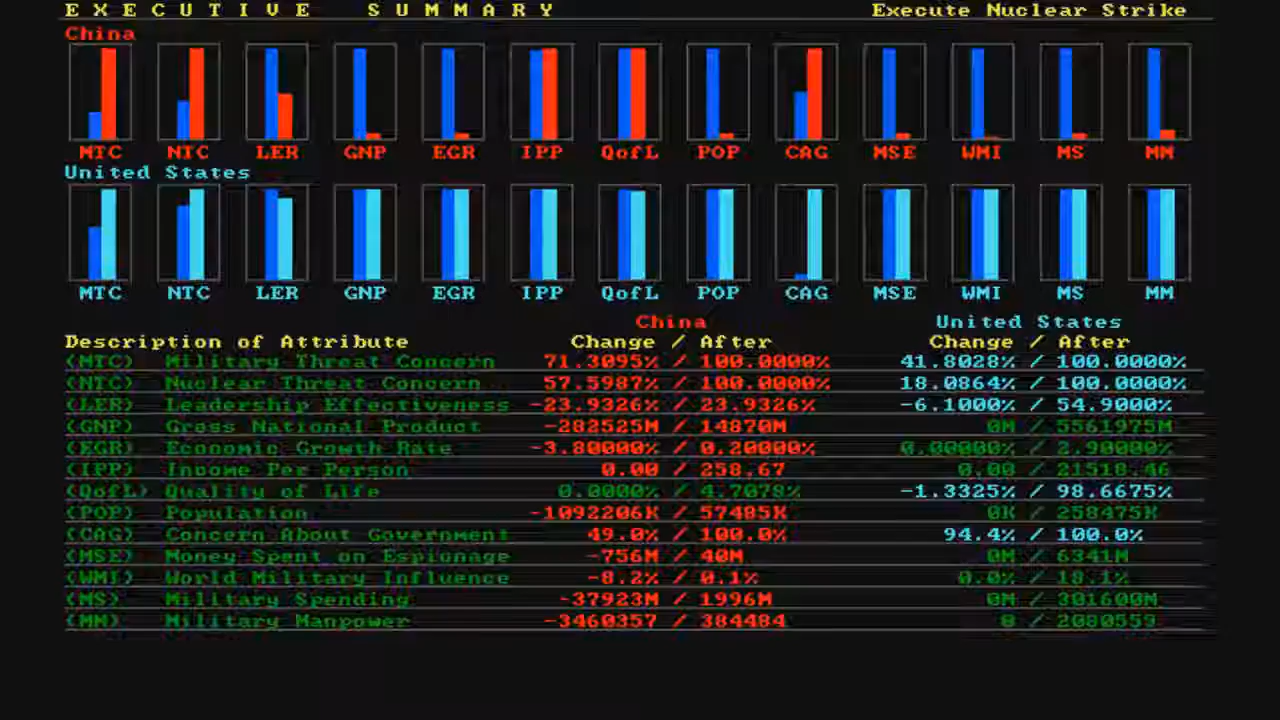 EXECUTIVE SUMMARY Execute Nuclear Strike
China
MTC NTC LER GNP EGR IPP QofL POP CAG MSE WMI MS MM
United States
MTC NTC LER GNP EGR IPP QofL POP CAG MSE WMI MS MM
China United States
Description of Attribute Change / After Change / After
(MTC) Military Threat Concern 71.3095% / 100.0000% 41.8028% / 100.0000%
(NTC) Nuclear Threat Concern 57.5987% / 100.0000% 18.0864% / 100.0000%
(LER) Leadership Effectiveness -23.9326% / 23.9326% -6.1000% / 54.9000%
(GNP) Gross National Product -282525M / 14870M 0M / 5561975M
(EGR) Economic Growth Rate -3.80000% / 0.20000% 0.00000% / 2.90000%
(IPP) Income Per Person 0.00 / 258.67 0.00 / 21518.46
(QofL) Quality of Life 0.0000% / 4.7078% -1.3325% / 98.6675%
(POP) Population -1092206K / 57485K 0K / 258475K
(CAG) Concern About Government 49.0% / 100.0% 94.4% / 100.0%
(MSE) Money Spent on Espionage -756M / 40M 0M / 6341M
(WMI) World Military Influence -8.2% / 0.1% 0.0% / 18.1%
(MS) Military Spending -37923M / 1996M 0M / 301600M
(MM) Military Manpower -3460357 / 384484 0 / 2080559